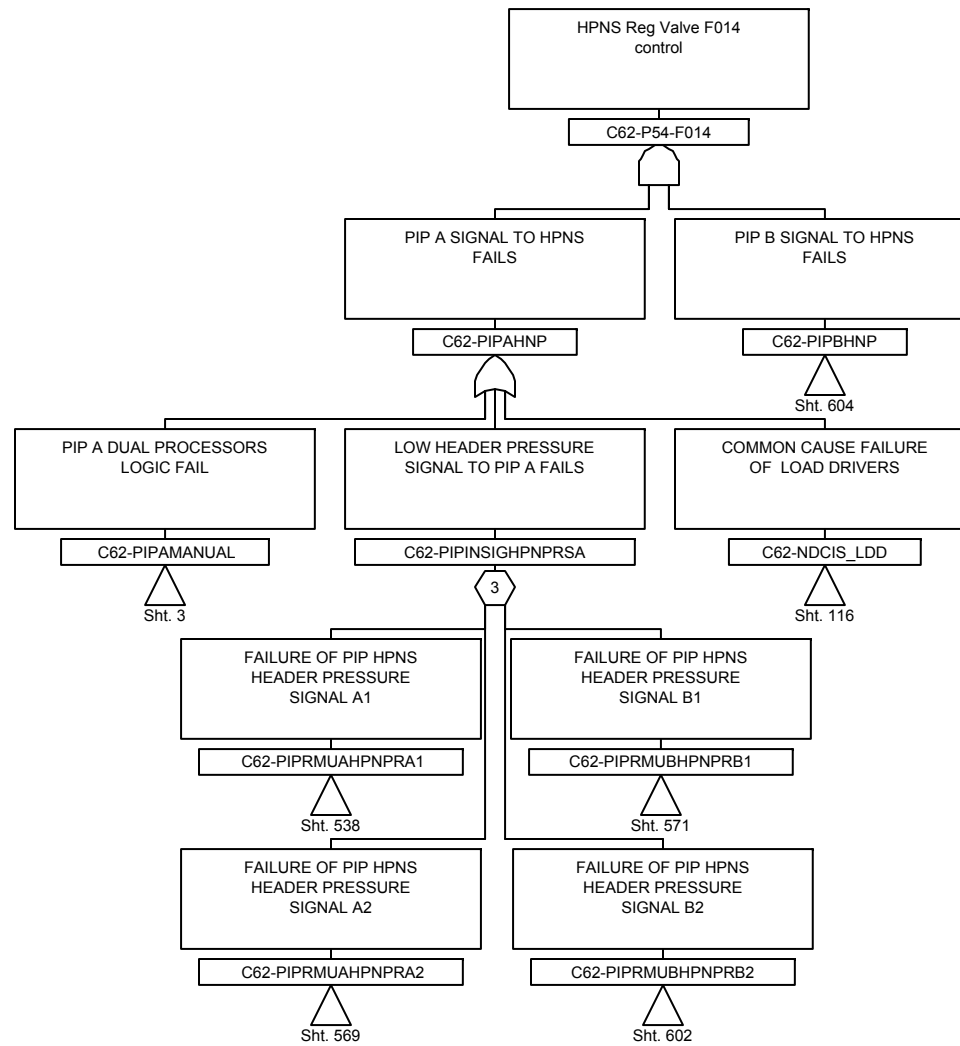 HPNS Reg Valve F014
control
C62-P54-F014
PIP A SIGNAL TO HPNS
FAILS
C62-PIPAHNP
PIP B SIGNAL TO HPNS
FAILS
C62-PIPBHNP
Sht. 604
PIP A DUAL PROCESSORS
LOGIC FAIL
C62-PIPAMANUAL
Sht. 3
LOW HEADER PRESSURE
SIGNAL TO PIP A FAILS
C62-PIPINSIGHPNPRSA
3
COMMON CAUSE FAILURE
OF LOAD DRIVERS
C62-NDCIS_LDD
Sht. 116
FAILURE OF PIP HPNS
HEADER PRESSURE
SIGNAL A1
C62-PIPRMUAHPNPRA1
Sht. 538
FAILURE OF PIP HPNS
HEADER PRESSURE
SIGNAL B1
C62-PIPRMUBHPNPRB1
Sht. 571
FAILURE OF PIP HPNS
HEADER PRESSURE
SIGNAL A2
C62-PIPRMUAHPNPRA2
Sht. 569
FAILURE OF PIP HPNS
HEADER PRESSURE
SIGNAL B2
C62-PIPRMUBHPNPRB2
Sht. 602